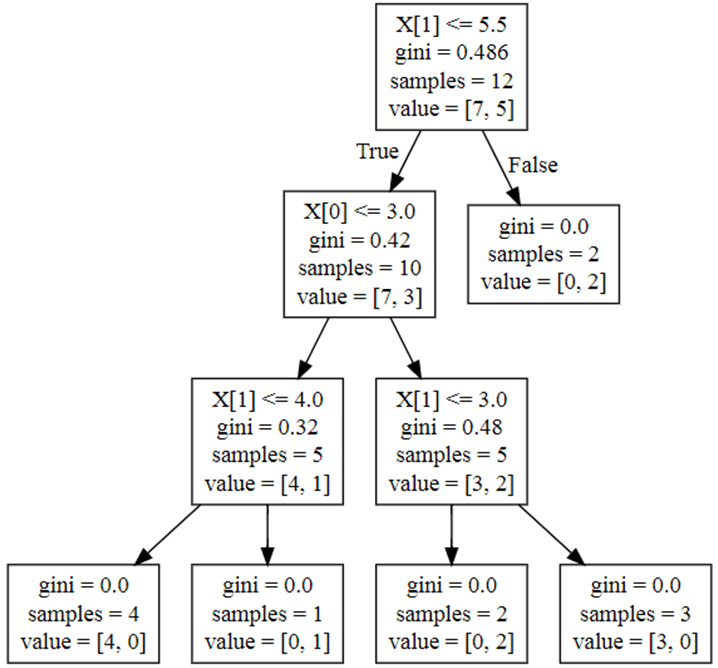 X[1] <= 5.5
gini = 0.486
samples = 12
value = [7, 5]
True
False
X[0] <= 3.0
gini = 0.42
samples = 10
value = [7, 3]
gini = 0.0
samples = 2
value = [0, 2]
X[1] <= 4.0
gini = 0.32
samples = 5
value = [4, 1]
X[1] <= 3.0
gini = 0.48
samples = 5
value = [3, 2]
gini = 0.0
samples = 4
value = [4, 0]
gini = 0.0
samples = 1
value = [0, 1]
gini = 0.0
samples = 2
value = [0, 2]
gini = 0.0
samples = 3
value = [3, 0]